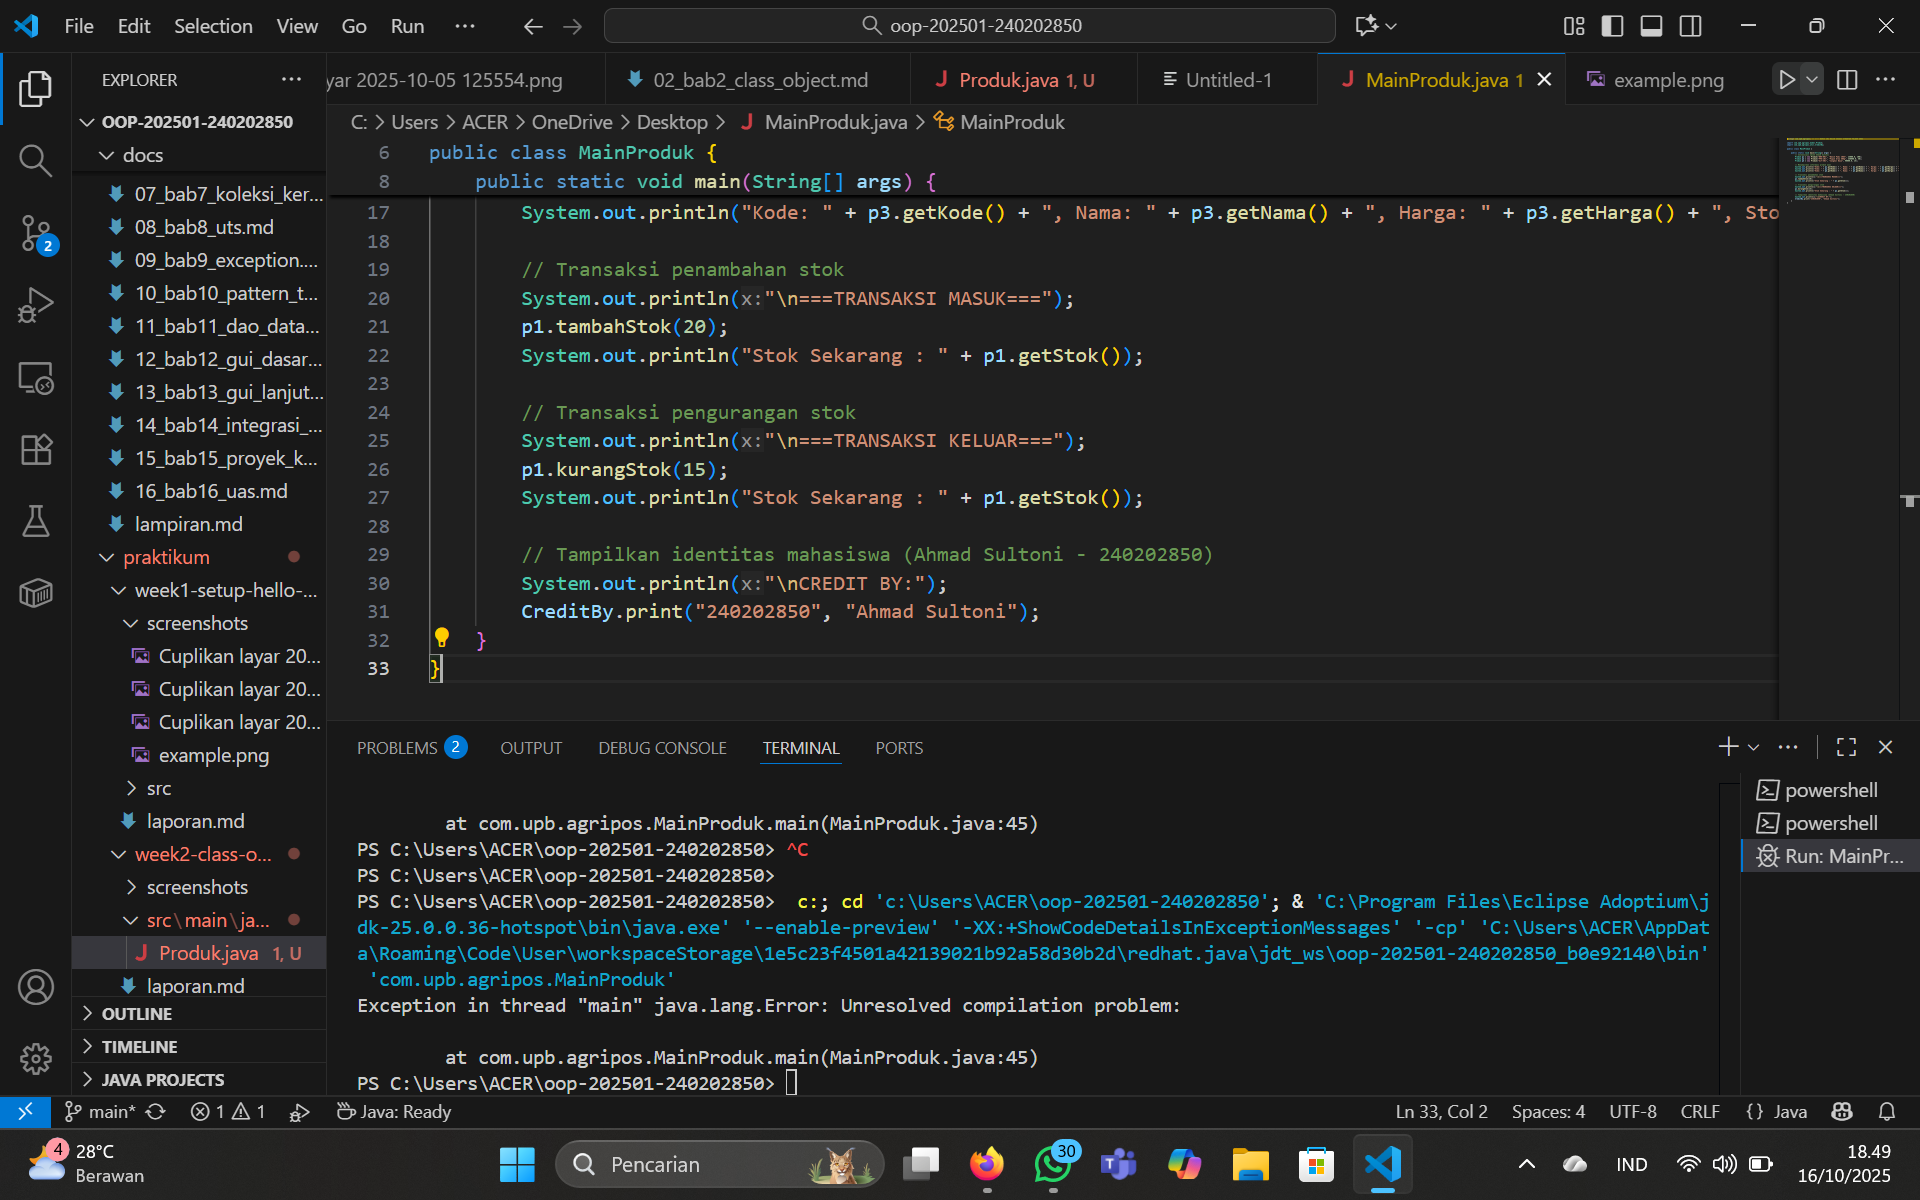 File Edit Selection View Go Run ··· oop-202501-240202850
EXPLORER
yar 2025-10-05 125554.png 02_bab2_class_object.md Produk.java 1, U Untitled-1 MainProduk.java 1 example.png
C: > Users > ACER > OneDrive > Desktop > MainProduk.java > MainProduk
OOP-202501-240202850
docs
07_bab7_koleksi_ker...
08_bab8_uts.md
09_bab9_exception....
10_bab10_pattern_t...
11_bab11_dao_data...
12_bab12_gui_dasar...
13_bab13_gui_lanjut...
14_bab14_integrasi_...
15_bab15_proyek_k...
16_bab16_uas.md
lampiran.md
praktikum
week1-setup-hello-...
screenshots
Cuplikan layar 20...
Cuplikan layar 20...
Cuplikan layar 20...
example.png
src
laporan.md
week2-class-o...
screenshots
src\main\ja...
Produk.java 1, U
laporan.md
OUTLINE
TIMELINE
JAVA PROJECTS
2
6 public class MainProduk {
8 public static void main(String[] args) {
17 System.out.println("Kode: " + p3.getKode() + ", Nama: " + p3.getNama() + ", Harga: " + p3.getHarga() + ", Sto
18
19 // Transaksi penambahan stok
20 System.out.println(x:"\n===TRANSAKSI MASUK===");
21 p1.tambahStok(20);
22 System.out.println("Stok Sekarang : " + p1.getStok());
23
24 // Transaksi pengurangan stok
25 System.out.println(x:"\n===TRANSAKSI KELUAR===");
26 p1.kurangStok(15);
27 System.out.println("Stok Sekarang : " + p1.getStok());
28
29 // Tampilkan identitas mahasiswa (Ahmad Sultoni - 240202850)
30 System.out.println(x:"\nCREDIT BY:");
31 CreditBy.print("240202850", "Ahmad Sultoni");
32 }
33 }
PROBLEMS 2 OUTPUT DEBUG CONSOLE TERMINAL PORTS
powershell
powershell
Run: MainPr...
at com.upb.agripos.MainProduk.main(MainProduk.java:45)
PS C:\Users\ACER\oop-202501-240202850> ^C
PS C:\Users\ACER\oop-202501-240202850>
PS C:\Users\ACER\oop-202501-240202850> c:; cd 'c:\Users\ACER\oop-202501-240202850'; & 'C:\Program Files\Eclipse Adoptium\j
dk-25.0.0.36-hotspot\bin\java.exe' '--enable-preview' '-XX:+ShowCodeDetailsInExceptionMessages' '-cp' 'C:\Users\ACER\AppDat
a\Roaming\Code\User\workspaceStorage\1e5c23f4501a42139021b92a58d30b2d\redhat.java\jdt_ws\oop-202501-240202850_b0e92140\bin'
'com.upb.agripos.MainProduk'
Exception in thread "main" java.lang.Error: Unresolved compilation problem:
at com.upb.agripos.MainProduk.main(MainProduk.java:45)
PS C:\Users\ACER\oop-202501-240202850>
main* 1 1 Java: Ready Ln 33, Col 2 Spaces: 4 UTF-8 CRLF {} Java
4 28°C
Berawan
Pencarian
30
IND
18.49
16/10/2025